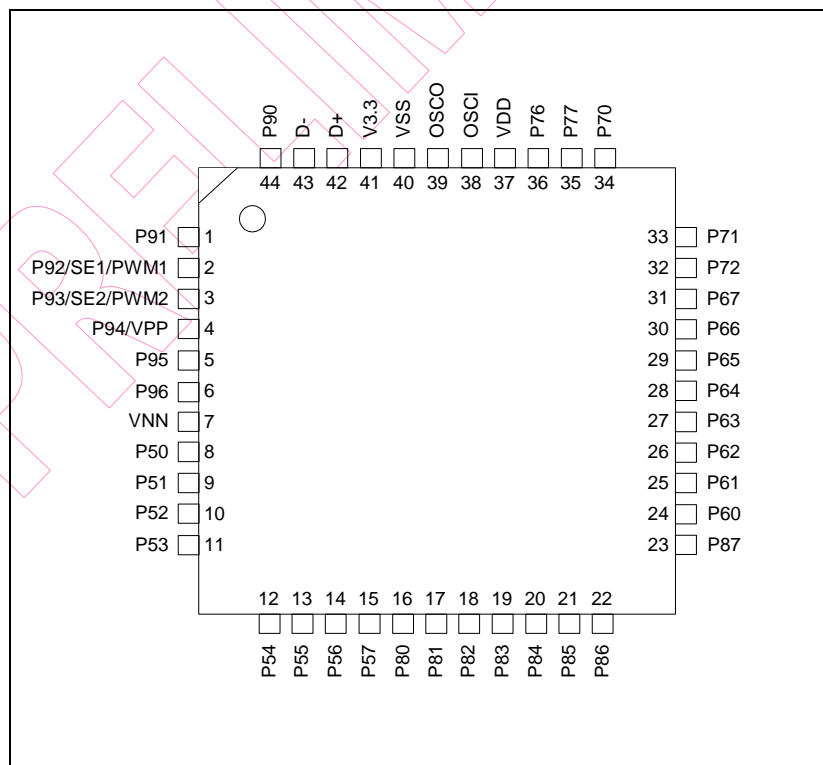 P90 D- D+ V3.3 VSS OSCO OSCI VDD P76 P77 P70
44 43 42 41 40 39 38 37 36 35 34
P91 1 33 P71
P92/SE1/PWM1 2 32 P72
P93/SE2/PWM2 3 31 P67
P94/VPP 4 30 P66
P95 5 29 P65
P96 6 28 P64
VNN 7 27 P63
P50 8 26 P62
P51 9 25 P61
P52 10 24 P60
P53 11 23 P87
12 13 14 15 16 17 18 19 20 21 22
P54 P55 P56 P57 P80 P81 P82 P83 P84 P85 P86